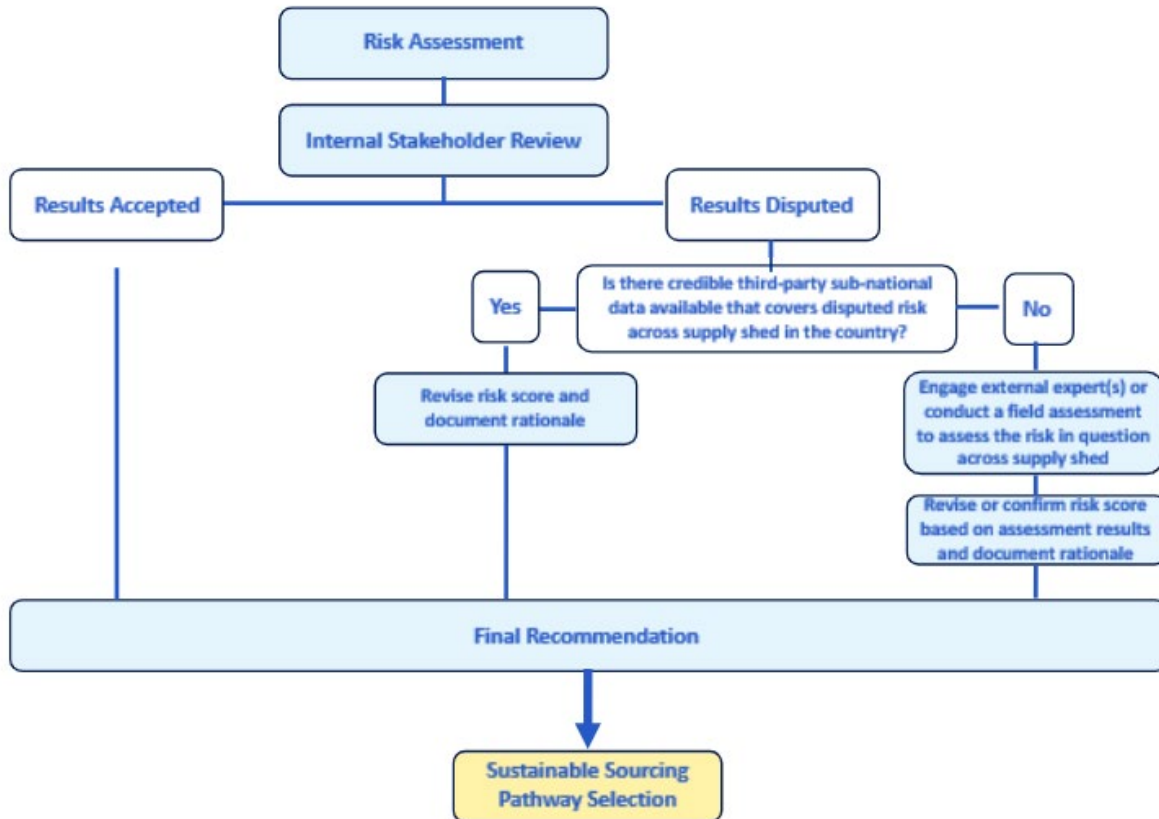 Risk Assessment
Internal Stakeholder Review
Results Accepted
Results Disputed
Is there credible third-party sub-national
data available that covers disputed risk
across supply shed in the country?
Yes
No
Revise risk score and
document rationale
Engage external expert(s) or
conduct a field assessment
to assess the risk in question
across supply shed
Revise or confirm risk score
based on assessment results
and document rationale
Final Recommendation
Sustainable Sourcing
Pathway Selection